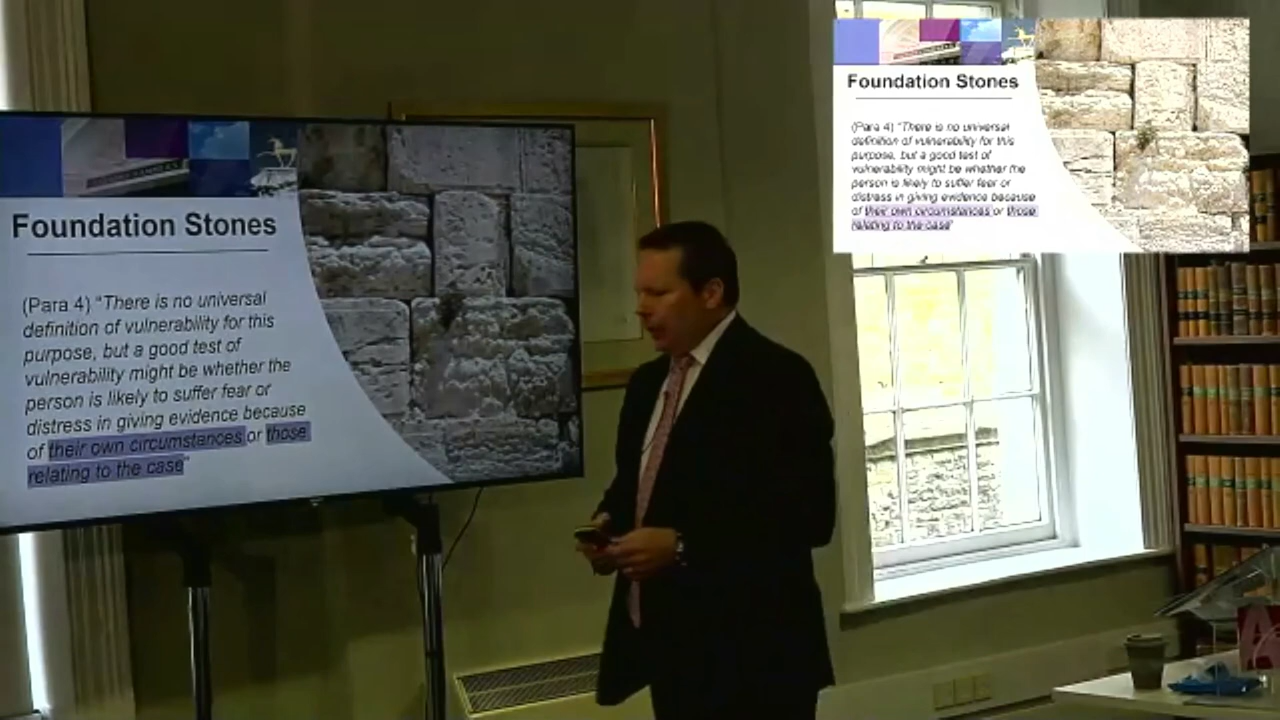 Foundation Stones
(Para 4) "There is no universal
definition of vulnerability for this
purpose, but a good test of
vulnerability might be whether the
person is likely to suffer fear or
distress in giving evidence because
of their own circumstances or those
relating to the case"
Foundation Stones
(Para 4) "There is no universal
definition of vulnerability for this
purpose, but a good test of
vulnerability might be whether the
person is likely to suffer fear or
distress in giving evidence because
of their own circumstances or those
relating to the case"